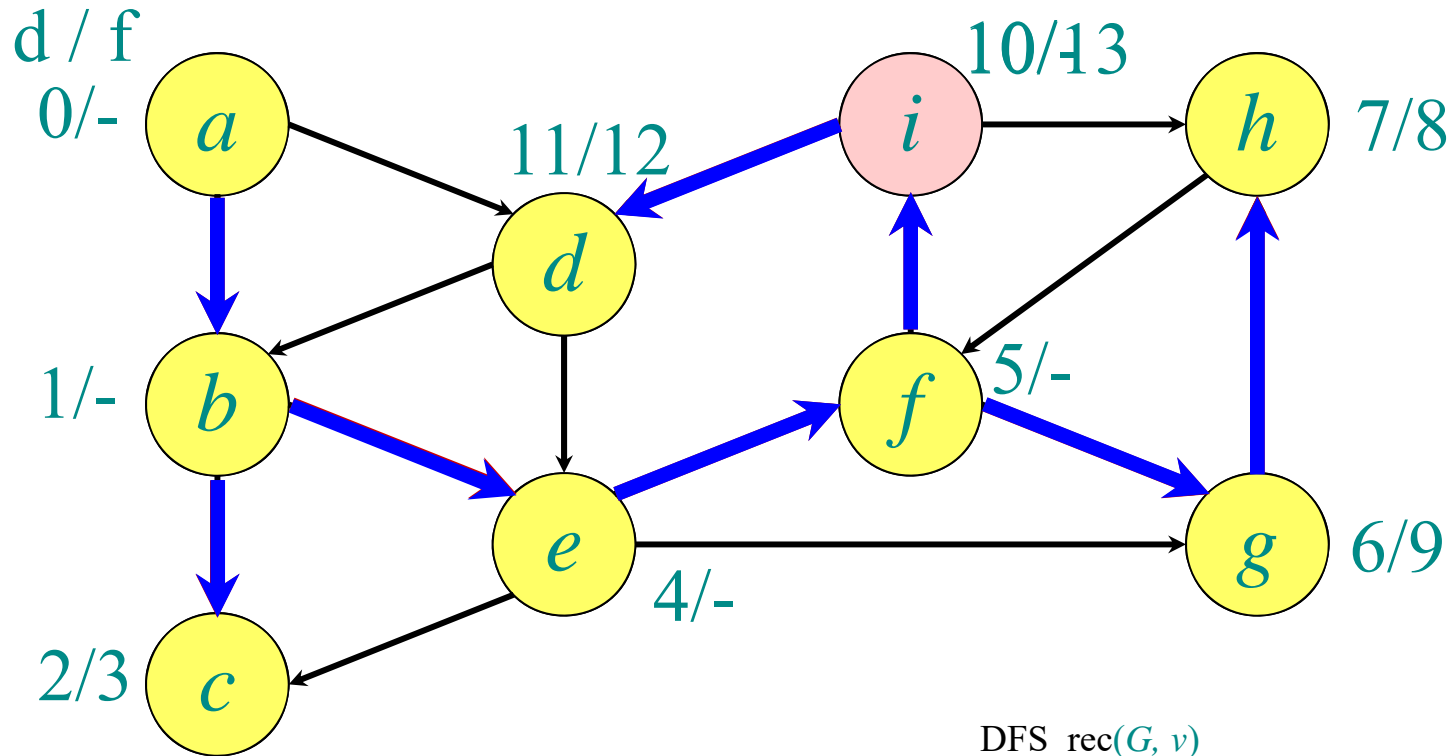 d / f
0/-
a
10/-13
i
h
7/8
11/12
d
1/-
b
5/-
f
e
4/-
g
6/9
2/3
c
DFS rec(G, v)